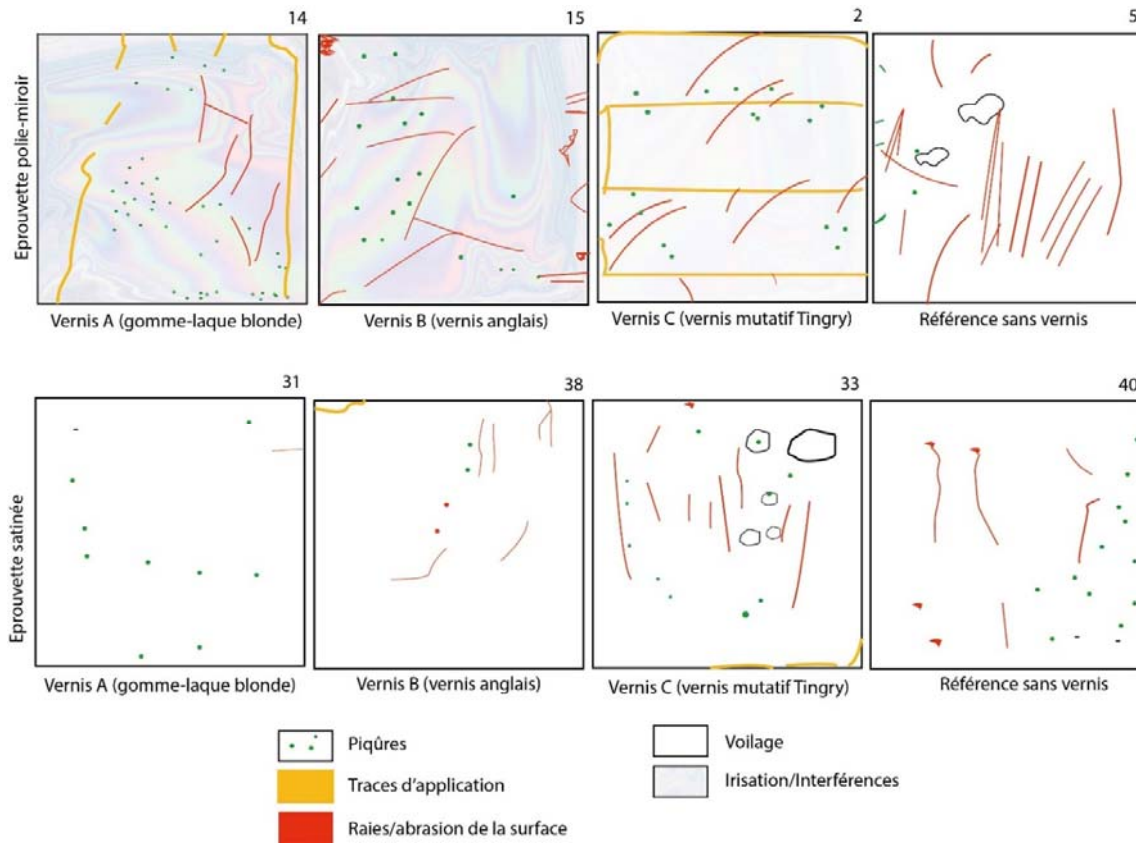 14
15
2
5
Eprouvette polie-miroir
Vernis A (gomme-laque blonde)
Vernis B (vernis anglais)
Vernis C (vernis mutatif Tingry)
Référence sans vernis
31
38
33
40
Eprouvette satinée
Vernis A (gomme-laque blonde)
Vernis B (vernis anglais)
Vernis C (vernis mutatif Tingry)
Référence sans vernis
Piqûres
Voilage
Traces d'application
Irisation/Interférences
Raies/abrasion de la surface